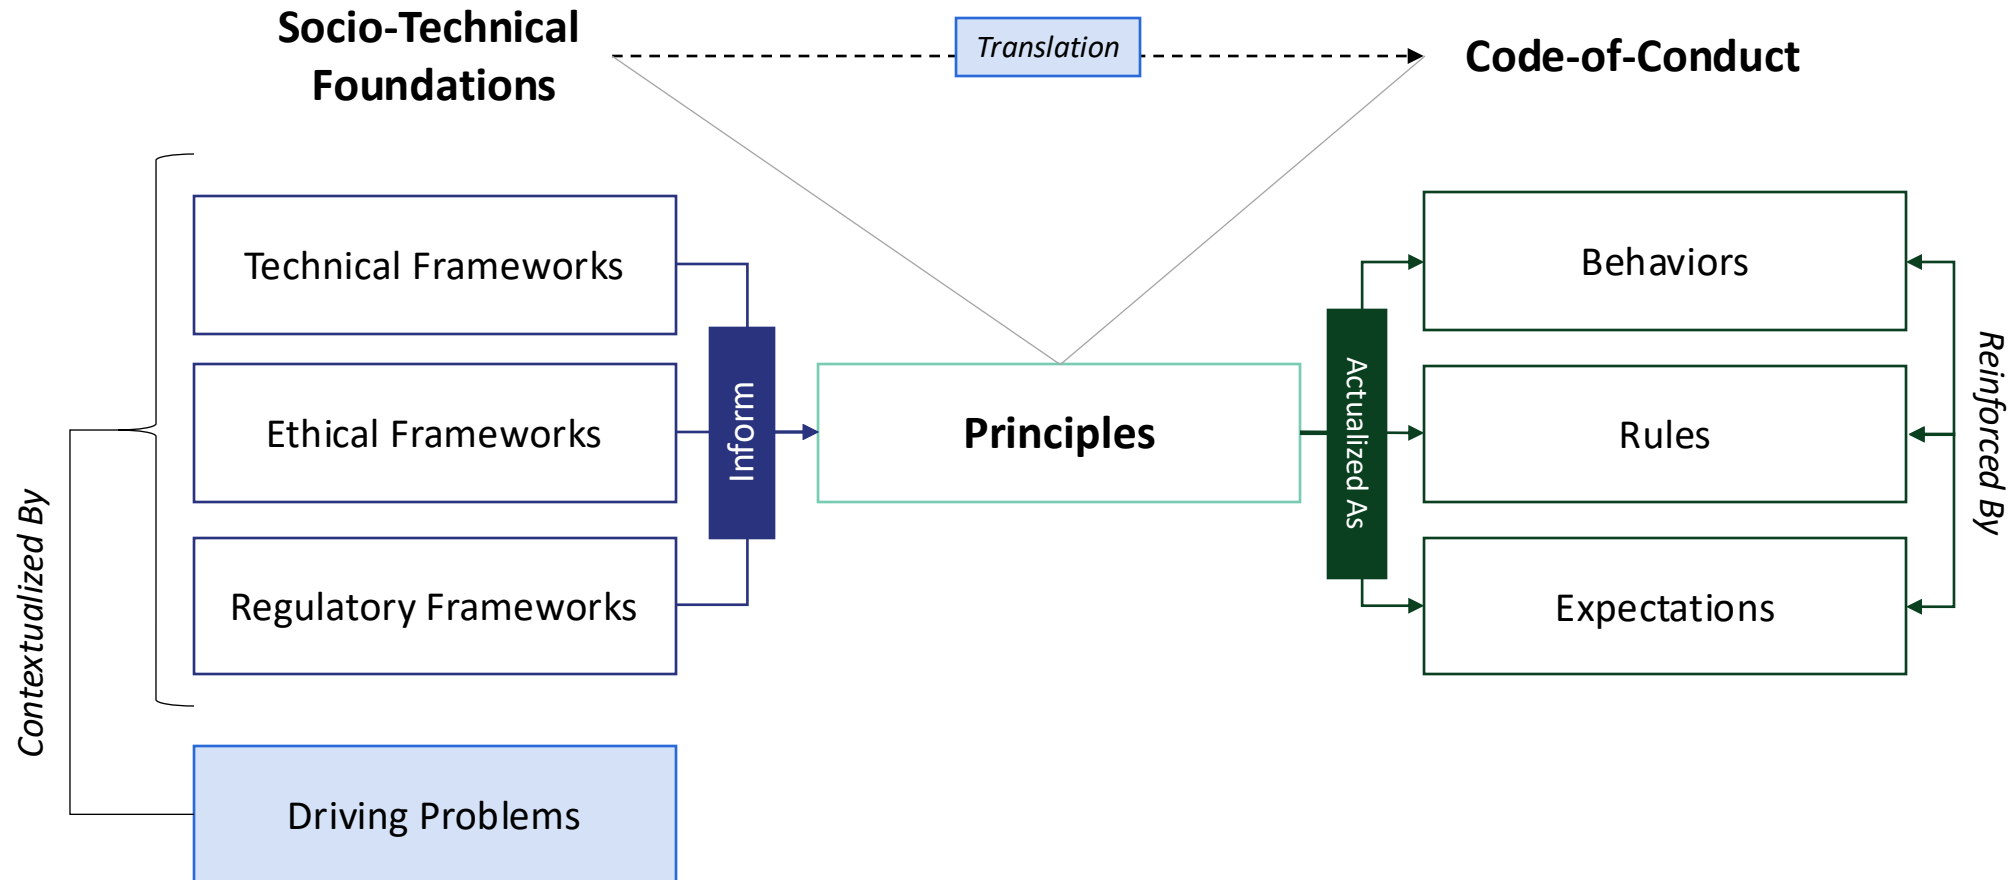 Socio-Technical
Foundations
Translation
Code-of-Conduct
Technical Frameworks
Ethical Frameworks
Regulatory Frameworks
Driving Problems
Contextualized By
Inform
Principles
Actualized As
Behaviors
Rules
Expectations
Reinforced By